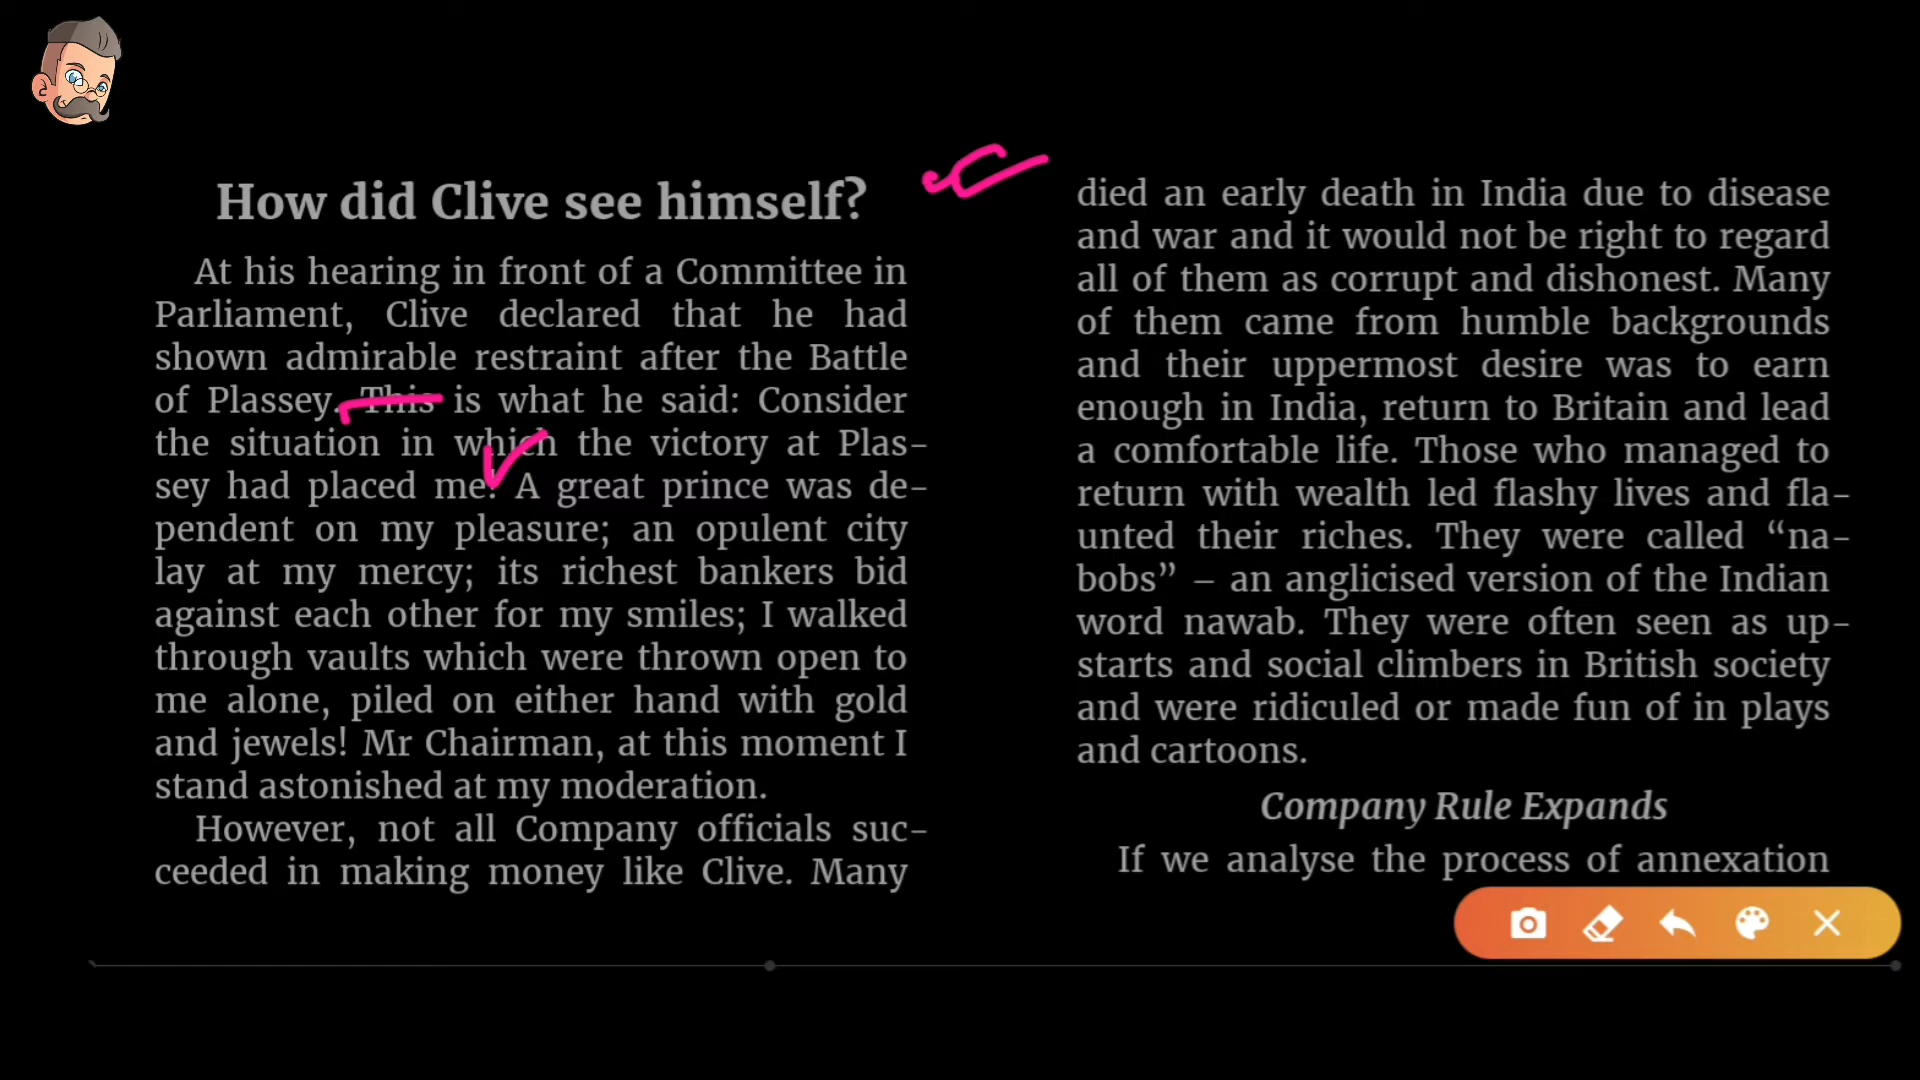 How did Clive see himself?
At his hearing in front of a Committee in
Parliament, Clive declared that he had
shown admirable restraint after the Battle
of Plassey. This is what he said: Consider
the situation in which the victory at Plas-
sey had placed me! A great prince was de-
pendent on my pleasure; an opulent city
lay at my mercy; its richest bankers bid
against each other for my smiles; I walked
through vaults which were thrown open to
me alone, piled on either hand with gold
and jewels! Mr Chairman, at this moment I
stand astonished at my moderation.
However, not all Company officials suc-
ceeded in making money like Clive. Many
died an early death in India due to disease
and war and it would not be right to regard
all of them as corrupt and dishonest. Many
of them came from humble backgrounds
and their uppermost desire was to earn
enough in India, return to Britain and lead
a comfortable life. Those who managed to
return with wealth led flashy lives and fla-
unted their riches. They were called “na-
bobs” – an anglicised version of the Indian
word nawab. They were often seen as up-
starts and social climbers in British society
and were ridiculed or made fun of in plays
and cartoons.
Company Rule Expands
If we analyse the process of annexation